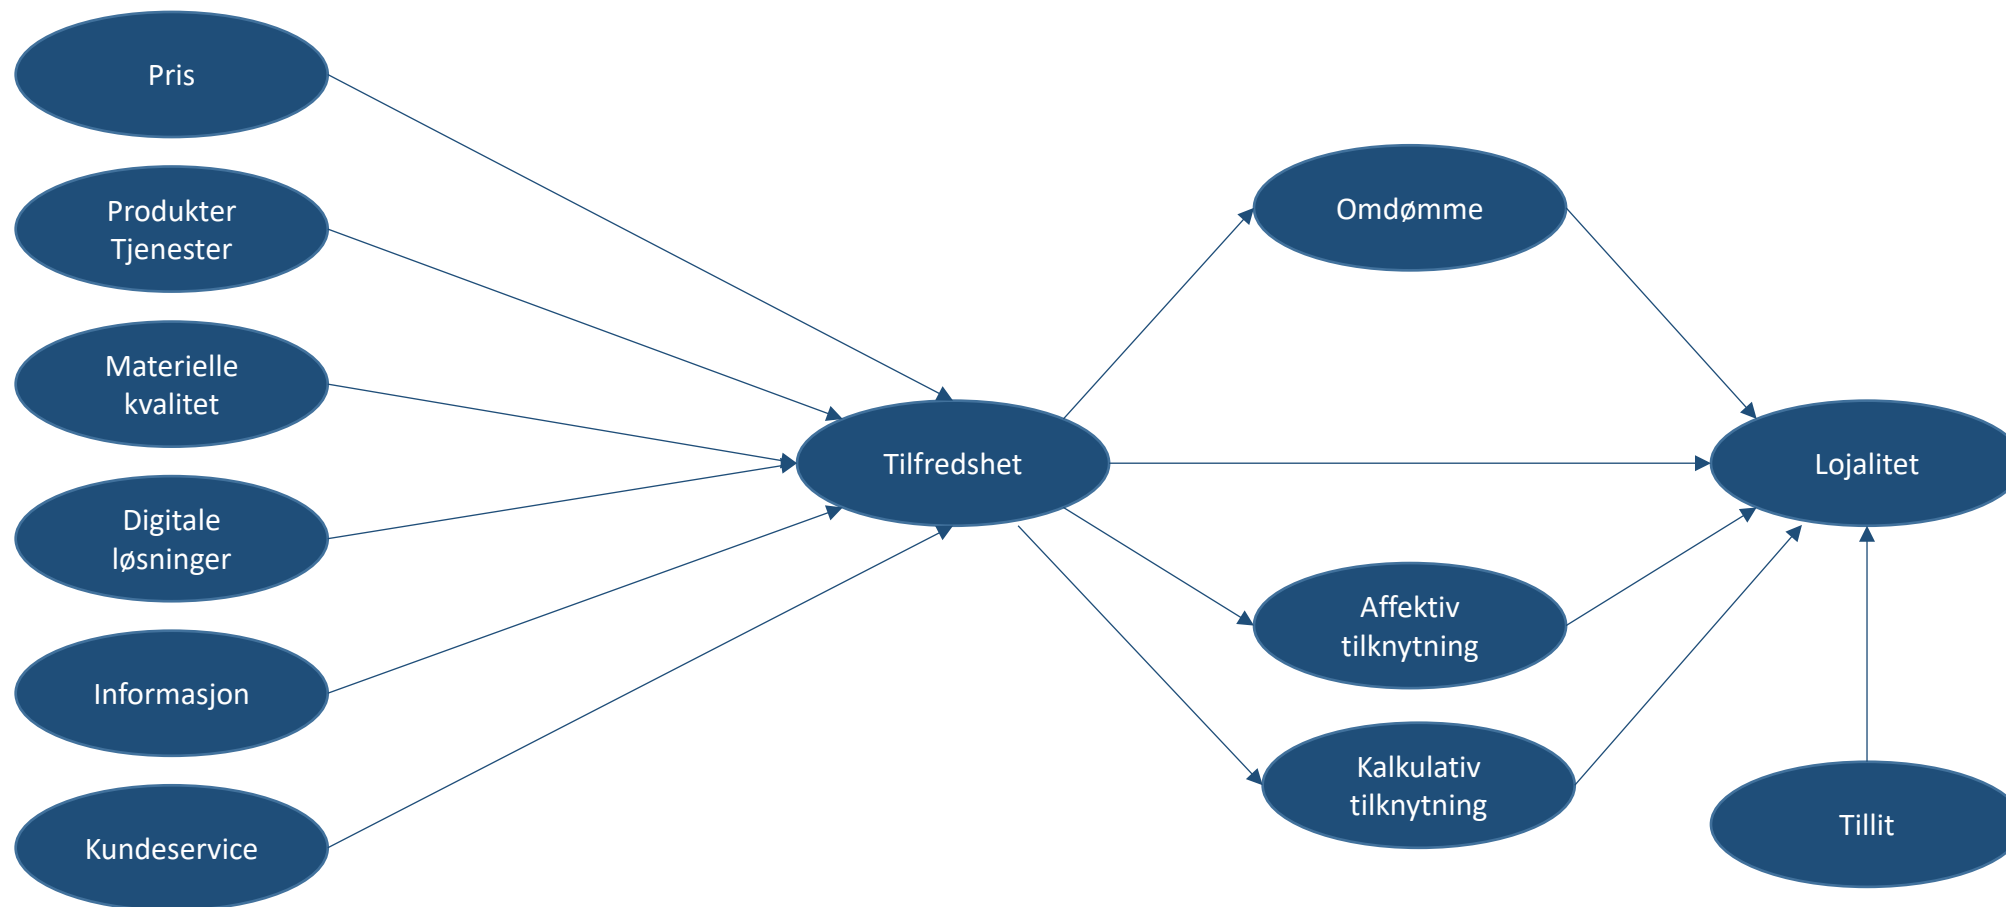 Pris
Produkter
Tjenester
Materielle
kvalitet
Digitale
løsninger
Informasjon
Kundeservice
Tilfredshet
Omdømme
Affektiv
tilknytning
Kalkulativ
tilknytning
Lojalitet
Tillit